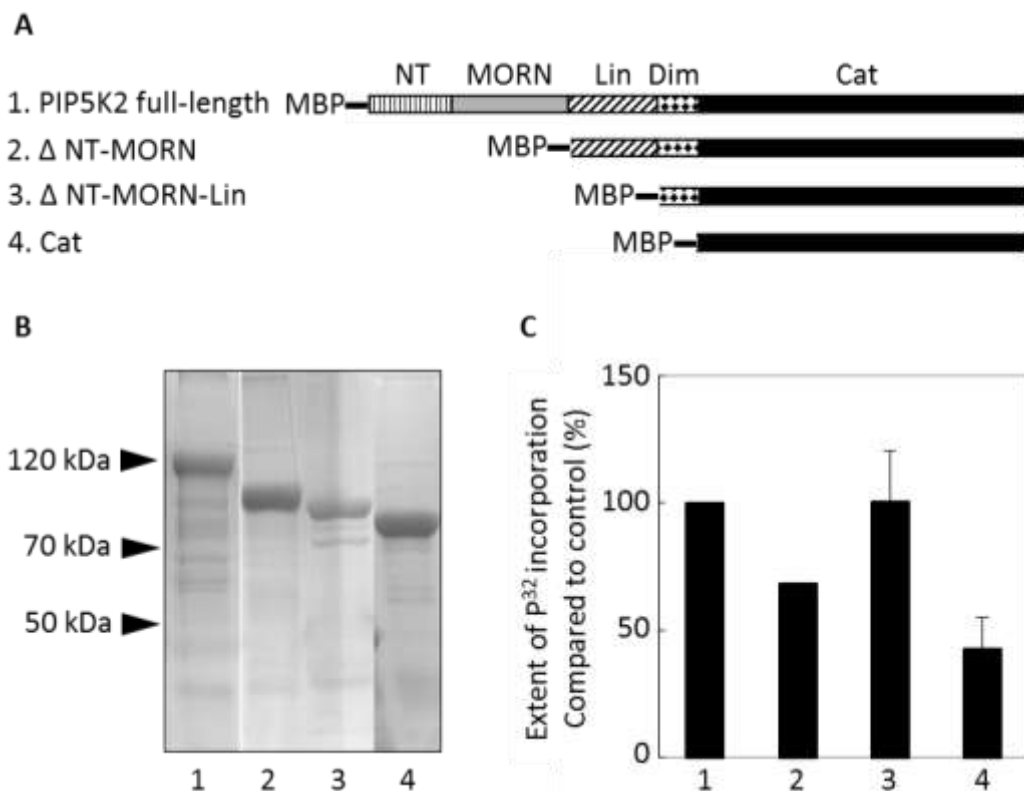 A
NT MORN Lin Dim Cat
1. PIP5K2 full-length MBP
2. Δ NT-MORN MBP
3. Δ NT-MORN-Lin MBP
4. Cat MBP
B
120 kDa
70 kDa
50 kDa
1 2 3 4
C
Extent of P³² incorporation
Compared to control (%)
150
100
50
0
1 2 3 4